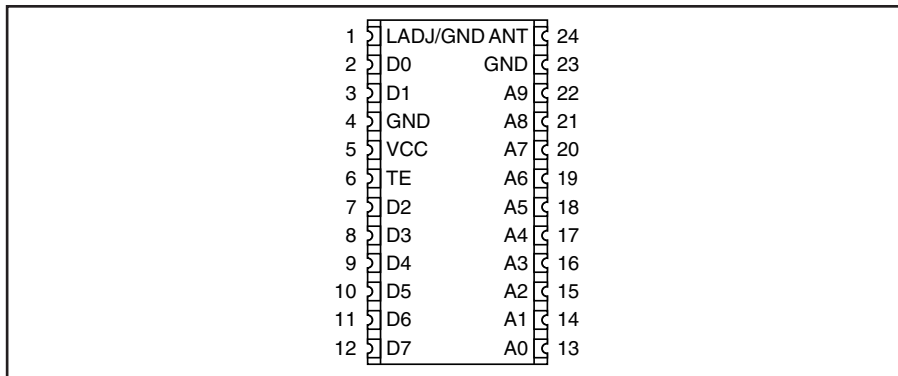 1 LADJ/GND ANT 24
2 D0 GND 23
3 D1 A9 22
4 GND A8 21
5 VCC A7 20
6 TE A6 19
7 D2 A5 18
8 D3 A4 17
9 D4 A3 16
10 D5 A2 15
11 D6 A1 14
12 D7 A0 13